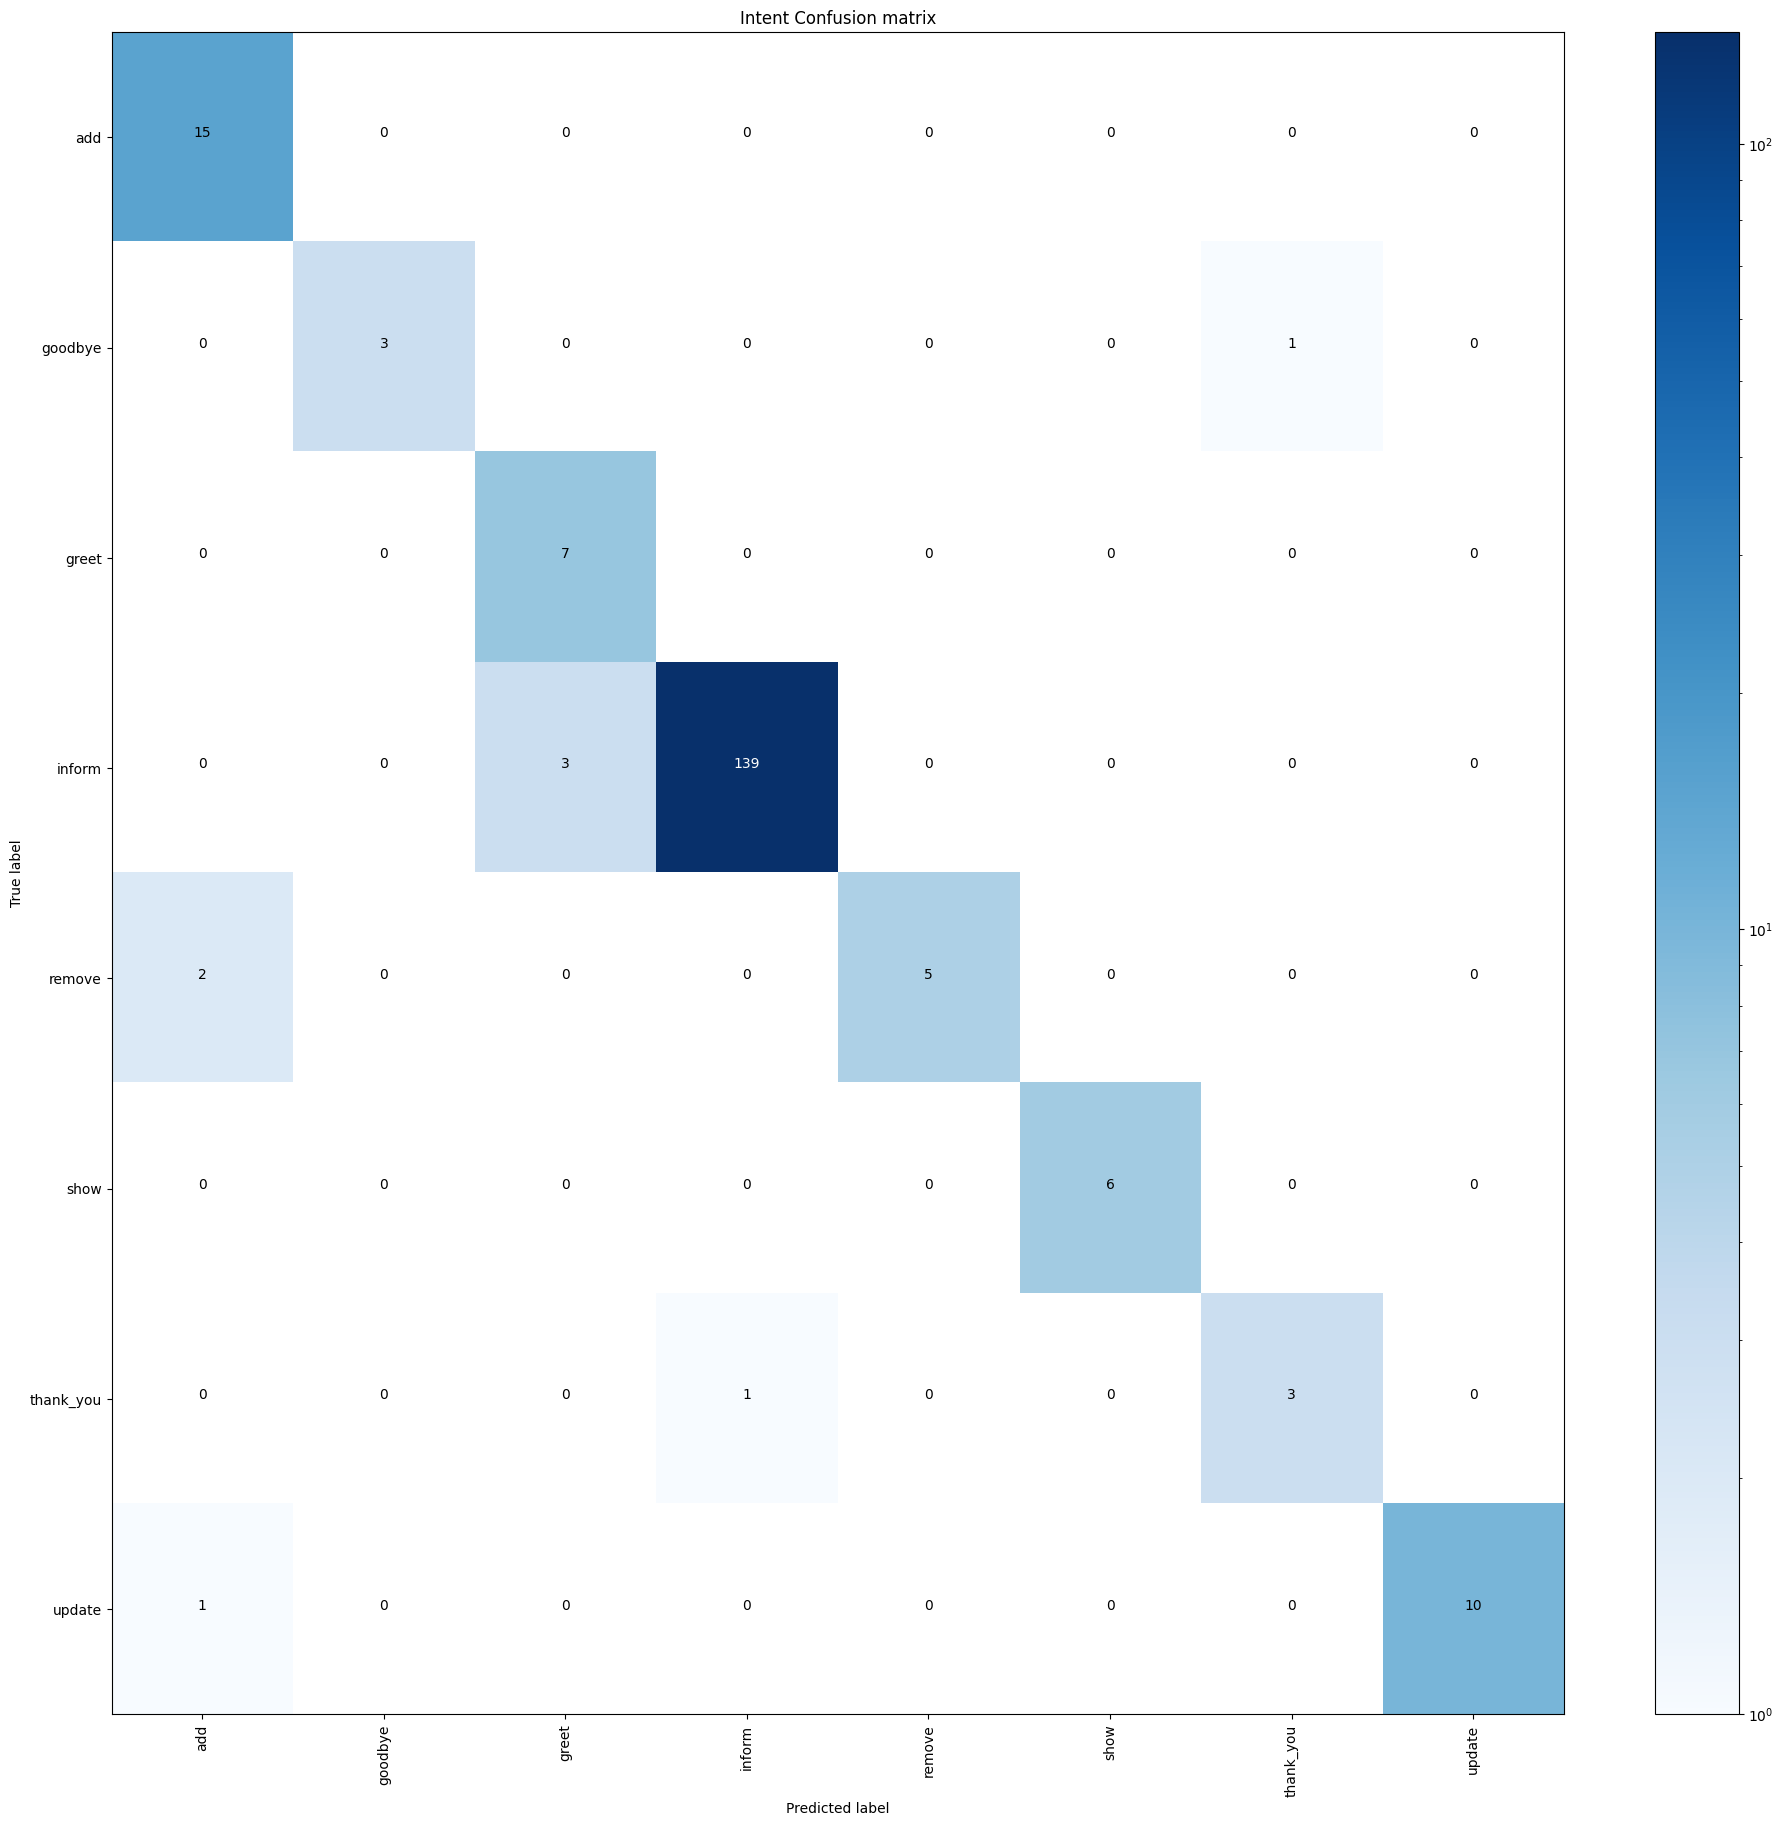 Intent Confusion matrix
add 15 0 0 0 0 0 0 0
goodbye 0 3 0 0 0 0 1 0
greet 0 0 7 0 0 0 0 0
inform 0 0 3 139 0 0 0 0
remove 2 0 0 0 5 0 0 0
show 0 0 0 0 0 6 0 0
thank_you 0 0 0 1 0 0 3 0
update 1 0 0 0 0 0 0 10
add goodbye greet inform remove show thank_you update
Predicted label
True label
10²
10¹
10⁰